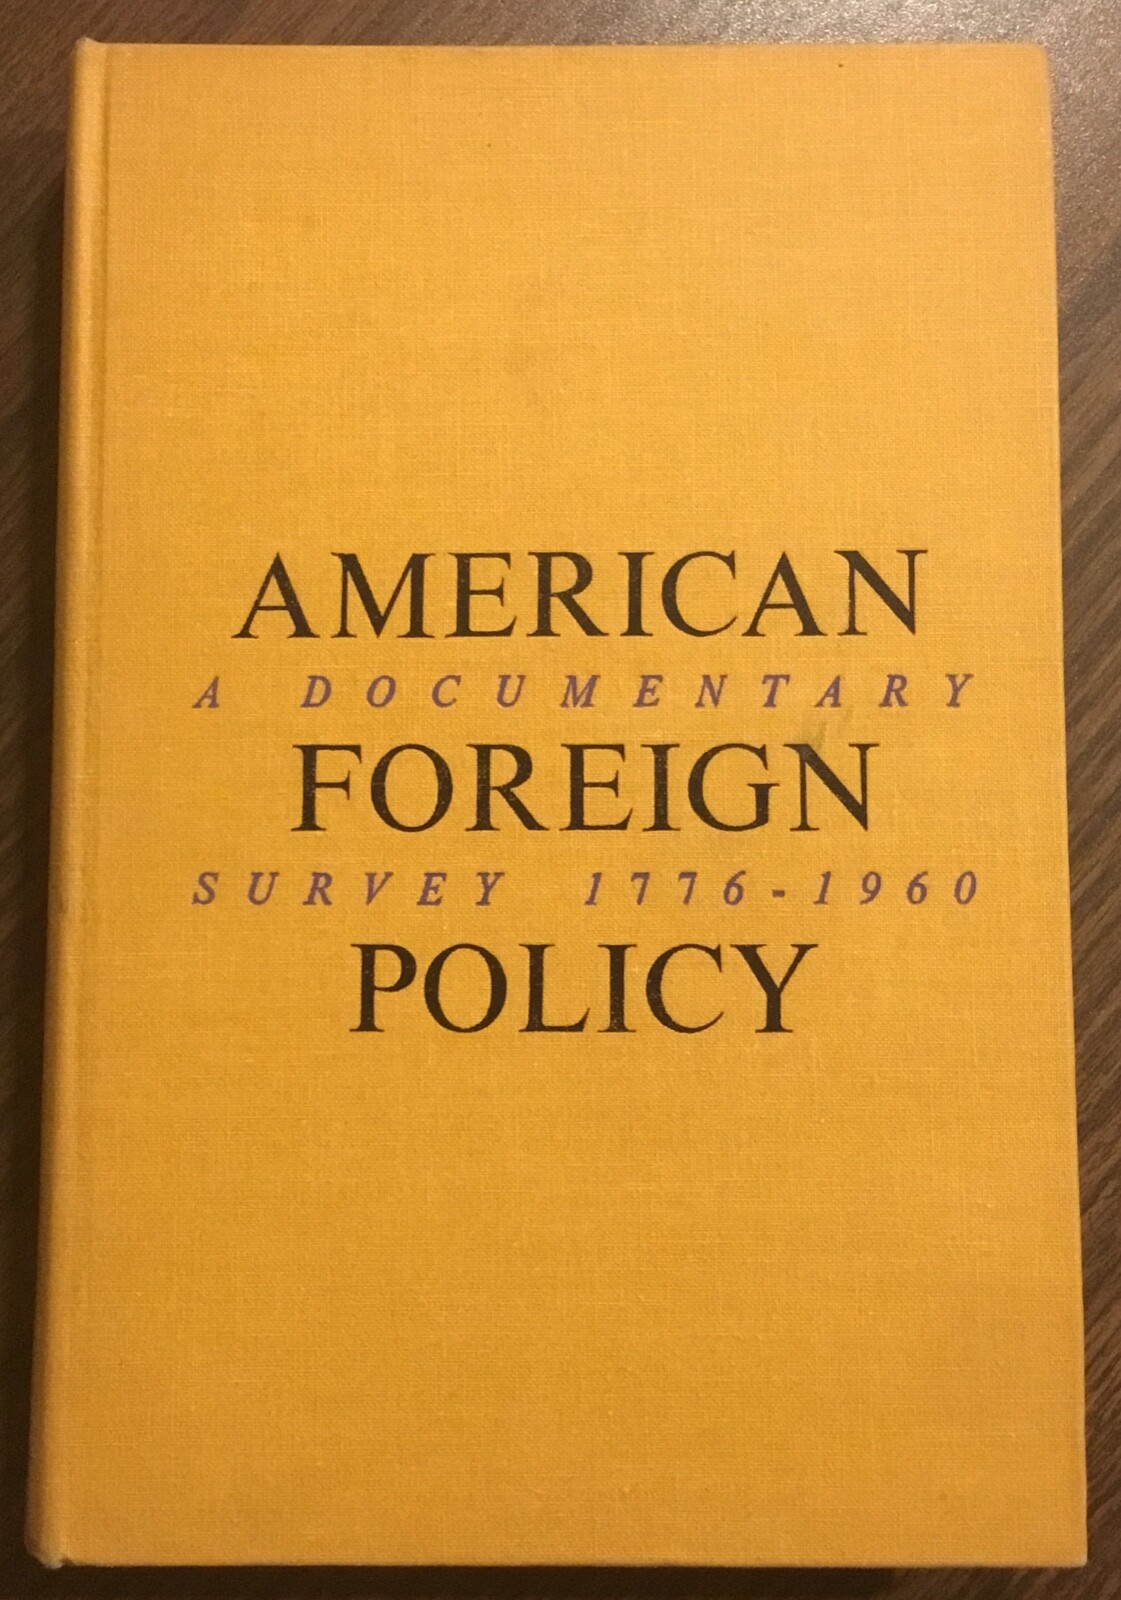 AMERICAN
A DOCUMENTARY
FOREIGN
SURVEY 1776-1960
POLICY